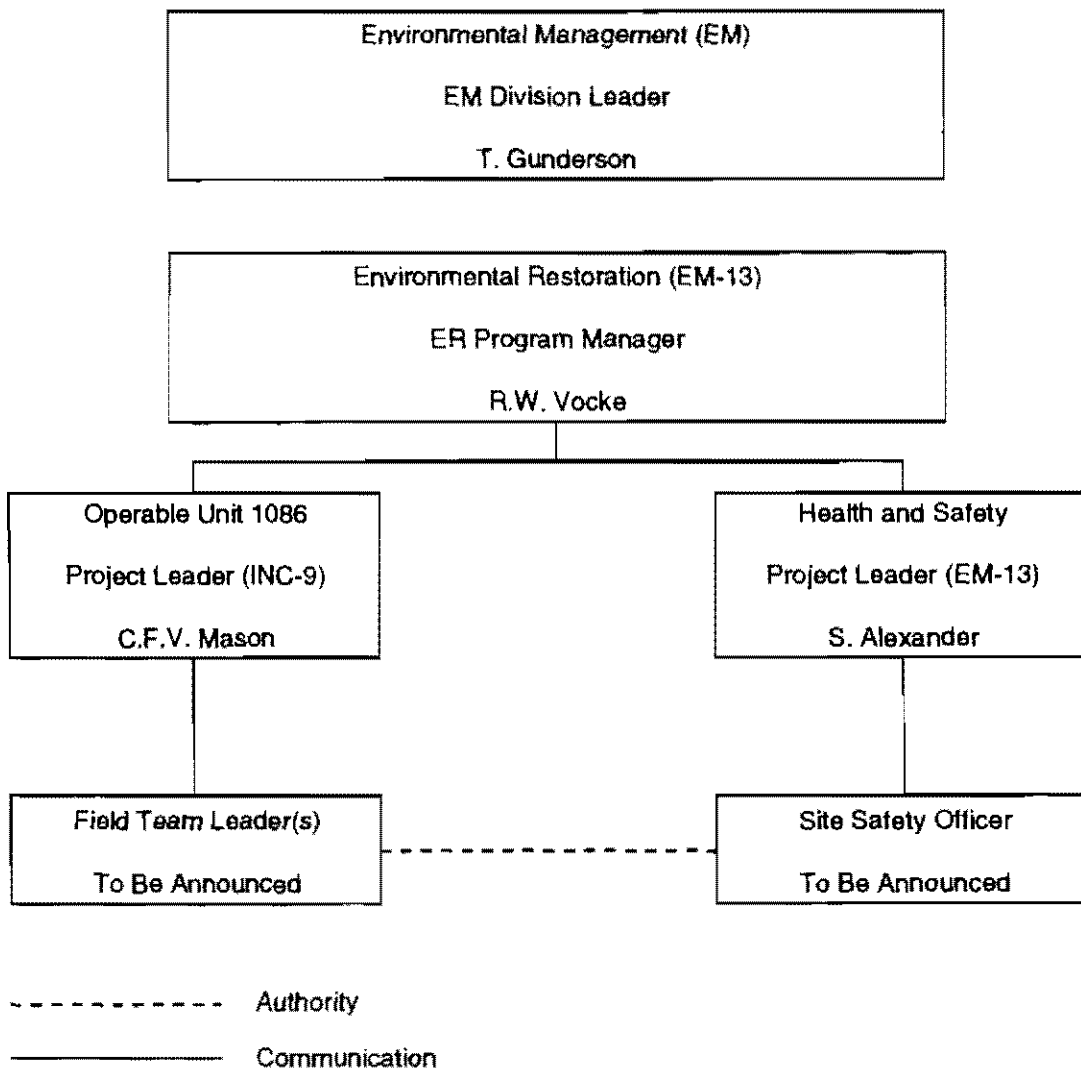 Environmental Management (EM)
EM Division Leader
T. Gunderson
Environmental Restoration (EM-13)
ER Program Manager
R.W. Vocke
Operable Unit 1086
Project Leader (INC-9)
C.F.V. Mason
Health and Safety
Project Leader (EM-13)
S. Alexander
Field Team Leader(s)
To Be Announced
Site Safety Officer
To Be Announced
Authority
Communication